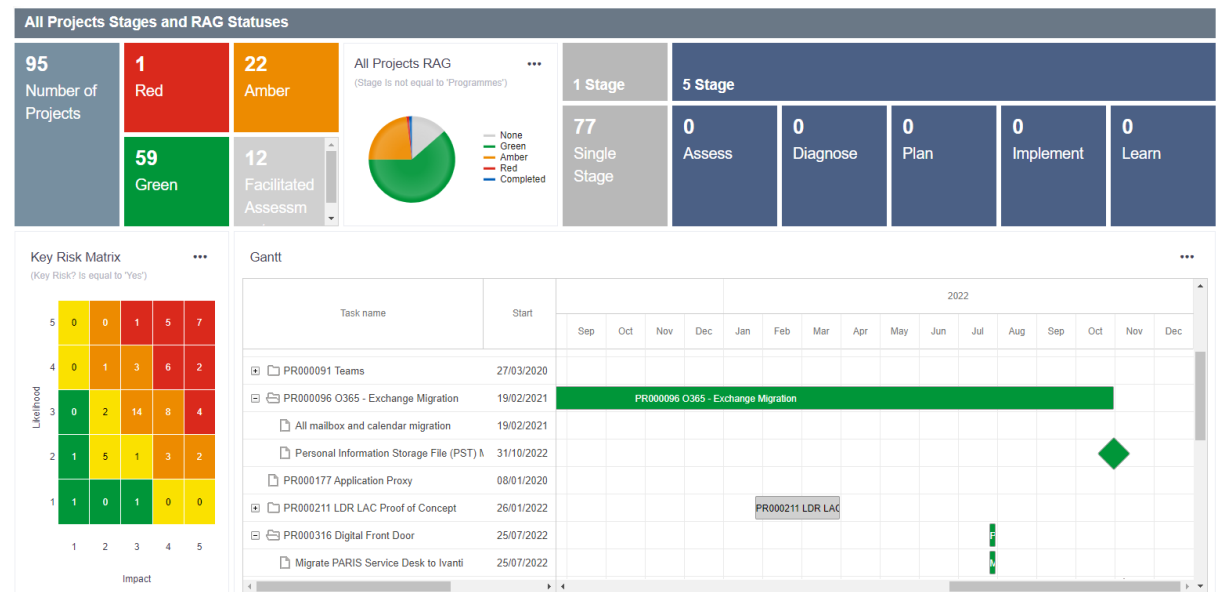 All Projects Stages and RAG Statuses
95
Number of
Projects
1
Red
22
Amber
59
Green
12
Facilitated
Assessm
All Projects RAG
(Stage Is not equal to 'Programmes')
None
Green
Amber
Red
Completed
1 Stage
5 Stage
77
Single
Stage
0
Assess
0
Diagnose
0
Plan
0
Implement
0
Learn
Key Risk Matrix
(Key Risk? Is equal to 'Yes')
Likelihood
5 0 0 1 5 7
4 0 1 3 6 2
3 0 2 14 8 4
2 1 5 1 3 2
1 1 0 1 0 0
1 2 3 4 5
Impact
Gantt
Task name Start
2022
Sep Oct Nov Dec Jan Feb Mar Apr May Jun Jul Aug Sep Oct Nov Dec
PR000091 Teams 27/03/2020
PR000096 O365 - Exchange Migration 19/02/2021 PR000096 O365 - Exchange Migration
All mailbox and calendar migration 19/02/2021
Personal Information Storage File (PST) 31/10/2022
PR000177 Application Proxy 08/01/2020
PR000211 LDR LAC Proof of Concept 26/01/2022 PR000211 LDR LAC
PR000316 Digital Front Door 25/07/2022
Migrate PARIS Service Desk to Ivanti 25/07/2022